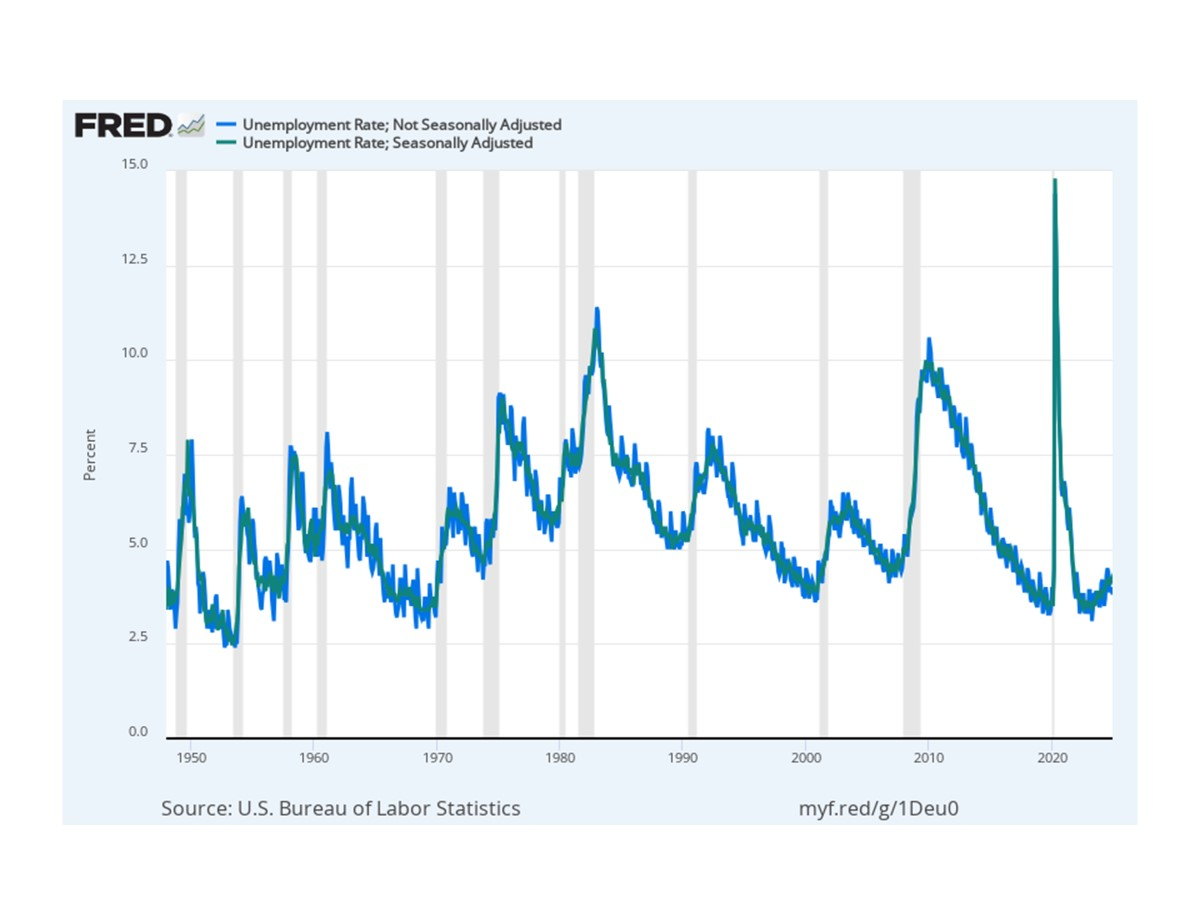 FRED
Unemployment Rate; Not Seasonally Adjusted
Unemployment Rate; Seasonally Adjusted
15.0
12.5
10.0
7.5
5.0
2.5
0.0
Percent
1950 1960 1970 1980 1990 2000 2010 2020
Source: U.S. Bureau of Labor Statistics
myf.red/g/1Deu0